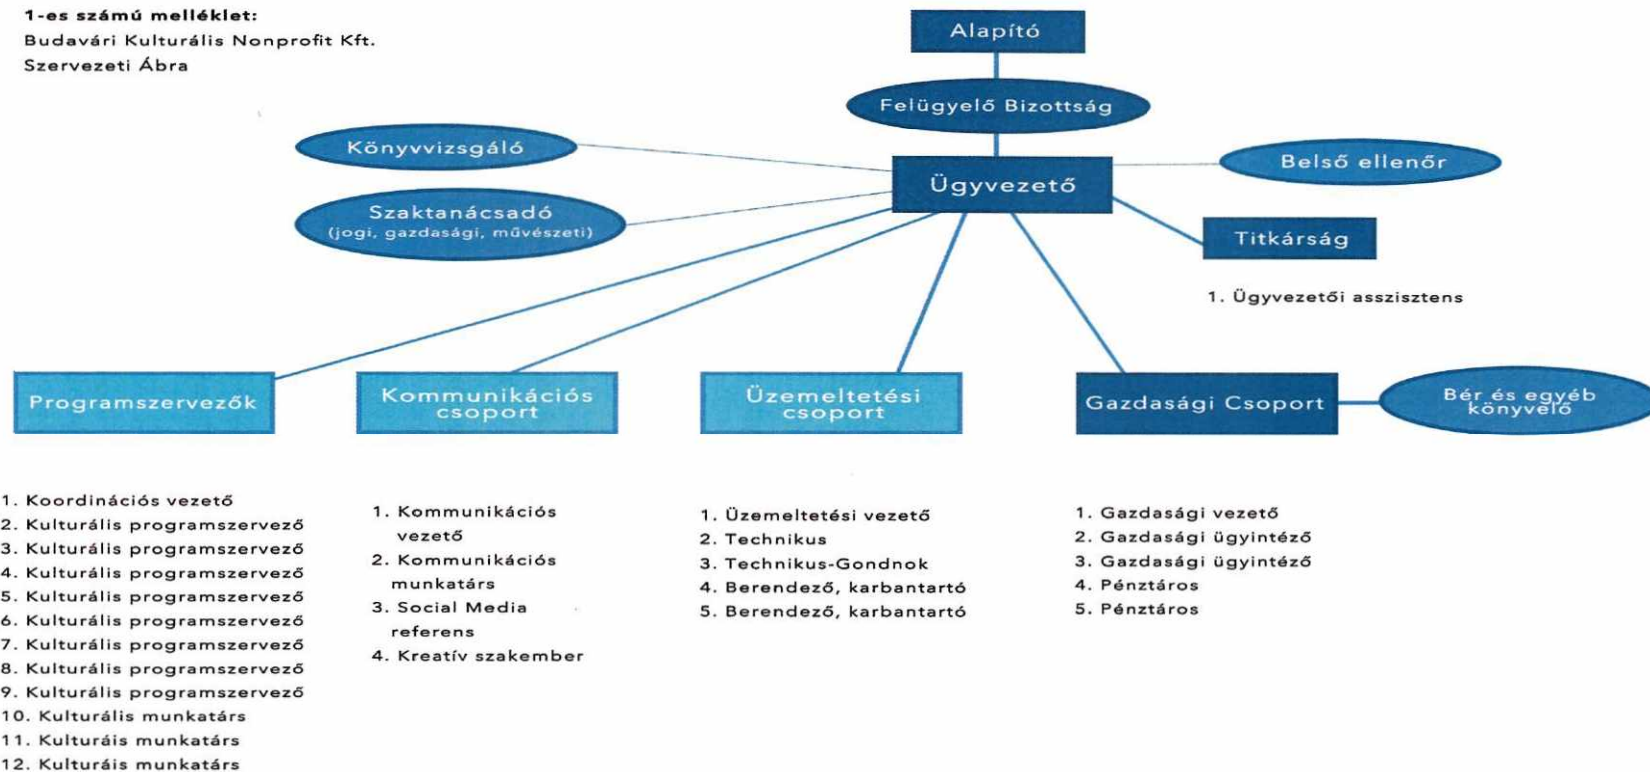 1-es számú melléklet:
Budavári Kulturális Nonprofit Kft.
Szervezeti Ábra
Alapító
Felügyelő Bizottság
Könyvvizsgáló
Belső ellenőr
Ügyvezető
Szaktanácsadó
(jogi, gazdasági, művészeti)
Titkárság
1. Ügyvezetői asszisztens
Programszervezők
Kommunikációs
csoport
Üzemeltetési
csoport
Gazdasági Csoport
Bér és egyéb
könyvelő
1. Koordinációs vezető
2. Kulturális programszervező
3. Kulturális programszervező
4. Kulturális programszervező
5. Kulturális programszervező
6. Kulturális programszervező
7. Kulturális programszervező
8. Kulturális programszervező
9. Kulturális programszervező
10. Kulturális munkatárs
11. Kulturáis munkatárs
12. Kulturáis munkatárs
1. Kommunikációs
vezető
2. Kommunikációs
munkatárs
3. Social Media
referens
4. Kreatív szakember
1. Üzemeltetési vezető
2. Technikus
3. Technikus-Gondnok
4. Berendező, karbantartó
5. Berendező, karbantartó
1. Gazdasági vezető
2. Gazdasági ügyintéző
3. Gazdasági ügyintéző
4. Pénztáros
5. Pénztáros